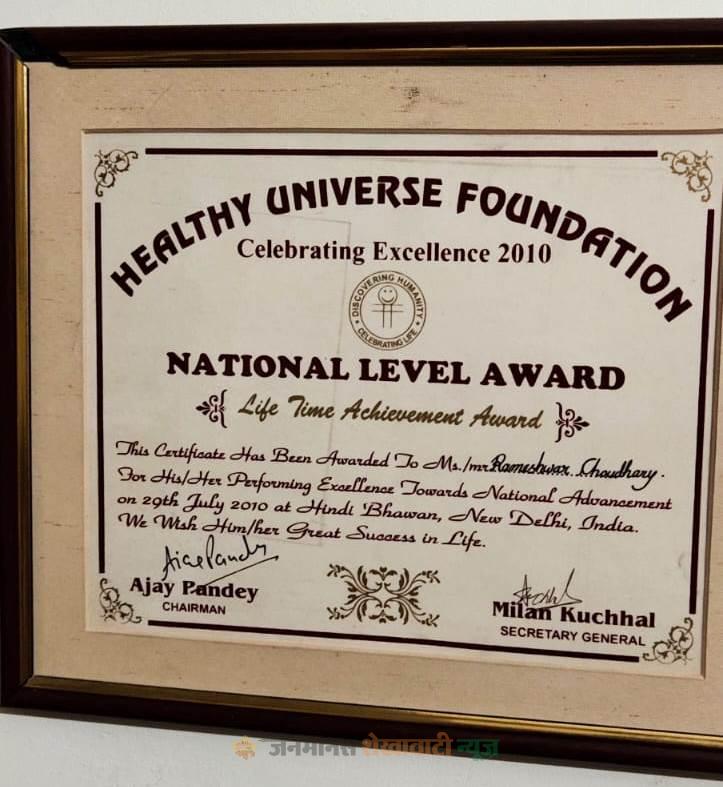 HEALTHY UNIVERSE FOUNDATION
Celebrating Excellence 2010
DISCOVERING HUMANITY
CELEBRATING LIFE
NATIONAL LEVEL AWARD
Life Time Achievement Award
This Certificate Has Been Awarded To Ms./mr Rameshwar Choudhary.
For His/Her Performing Excellence Towards National Advancement
on 29th July 2010 at Hindi Bhawan, New Delhi, India.
We Wish Him/her Great Success in Life.
Ajay Pandey
Ajay Pandey
CHAIRMAN
Milan Kuchhal
SECRETARY GENERAL
जनमानस शेखावाटी न्यूज़